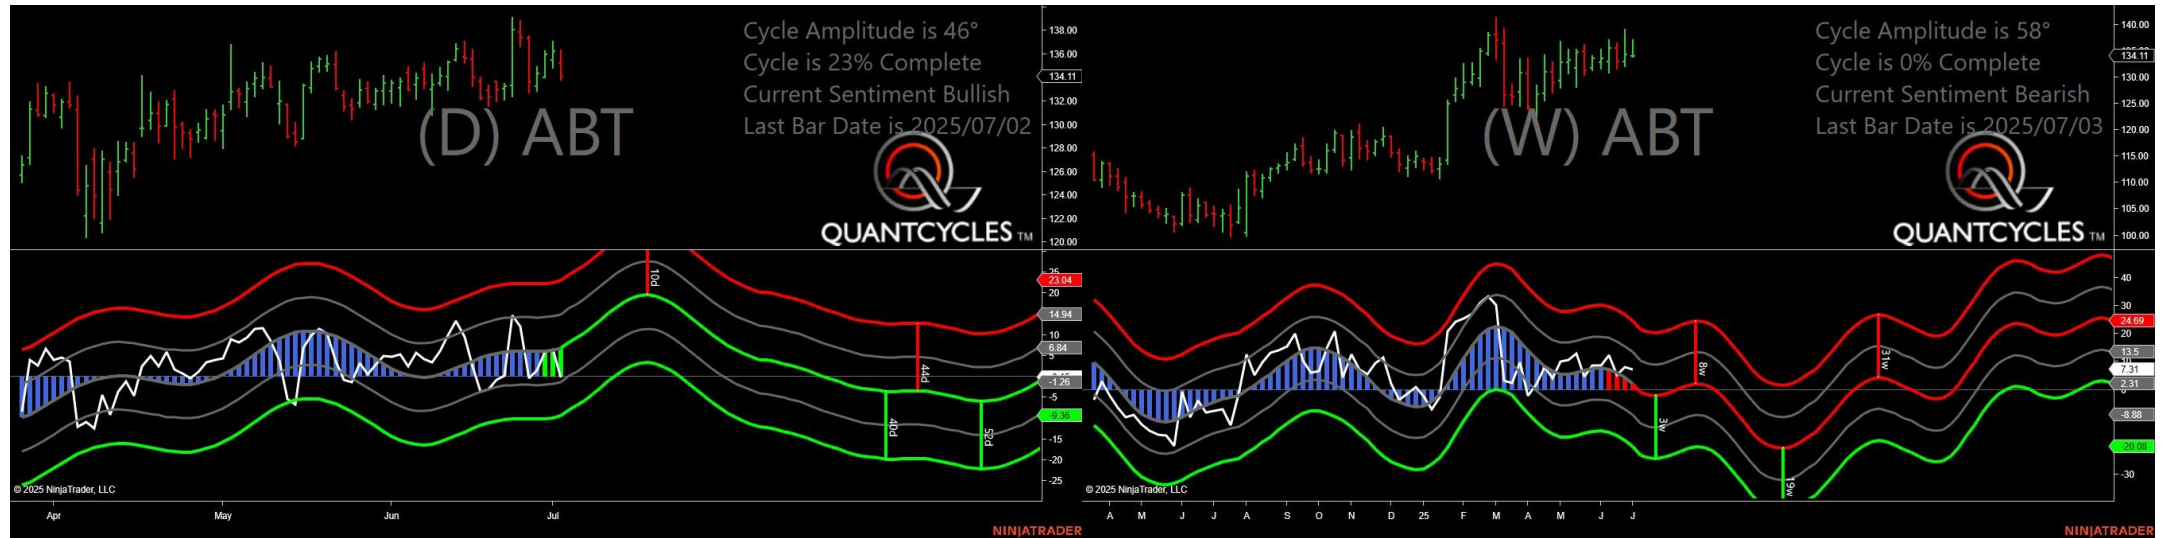 Cycle Amplitude is 46°
Cycle is 23% Complete
Current Sentiment Bullish
Last Bar Date is 2025/07/02
(D) ABT
QUANTCYCLES TM
138.00
136.00
134.11
132.00
130.00
128.00
126.00
124.00
122.00
120.00
10d
44d
40d
52d
25
23.04
20
14.94
10
6.84
5
-1.26
-5
-9.36
-15
-20
-25
© 2025 NinjaTrader, LLC
Apr
May
Jun
Jul
NINJATRADER
Cycle Amplitude is 58°
Cycle is 0% Complete
Current Sentiment Bearish
Last Bar Date is 2025/07/03
(W) ABT
QUANTCYCLES TM
140.00
134.11
130.00
125.00
120.00
115.00
110.00
105.00
100.00
8w
31w
3w
19w
40
30
24.69
20
13.5
7.31
2.31
-8.88
-20.08
-30
© 2025 NinjaTrader, LLC
A M J J A S O N D 25 F M A M J J
NINJATRADER